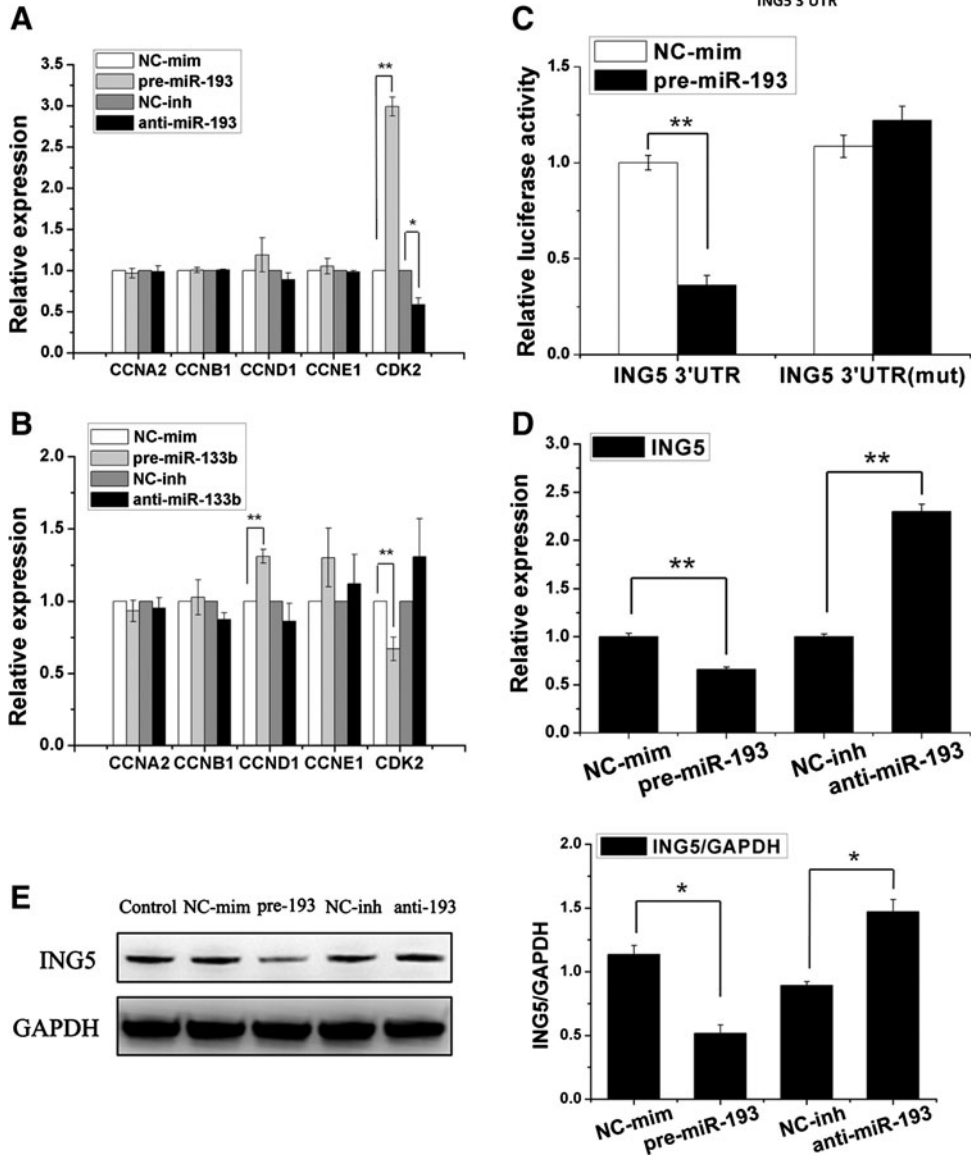 ING5 3'UTR
A
NC-mim
pre-miR-193
NC-inh
anti-miR-193
**
*
Relative expression
3.5
3.0
2.5
2.0
1.5
1.0
0.5
0.0
CCNA2 CCNB1 CCND1 CCNE1 CDK2
B
NC-mim
pre-miR-133b
NC-inh
anti-miR-133b
**
**
Relative expression
2.0
1.5
1.0
0.5
0.0
CCNA2 CCNB1 CCND1 CCNE1 CDK2
C
NC-mim
pre-miR-193
**
Relative luciferase activity
1.5
1.0
0.5
0.0
ING5 3'UTR ING5 3'UTR(mut)
D
ING5
**
**
Relative expression
3.0
2.5
2.0
1.5
1.0
0.5
0.0
NC-mim pre-miR-193 NC-inh anti-miR-193
E
Control NC-mim pre-193 NC-inh anti-193
ING5
GAPDH
ING5/GAPDH
*
*
ING5/GAPDH
2.0
1.5
1.0
0.5
0.0
NC-mim pre-miR-193 NC-inh anti-miR-193